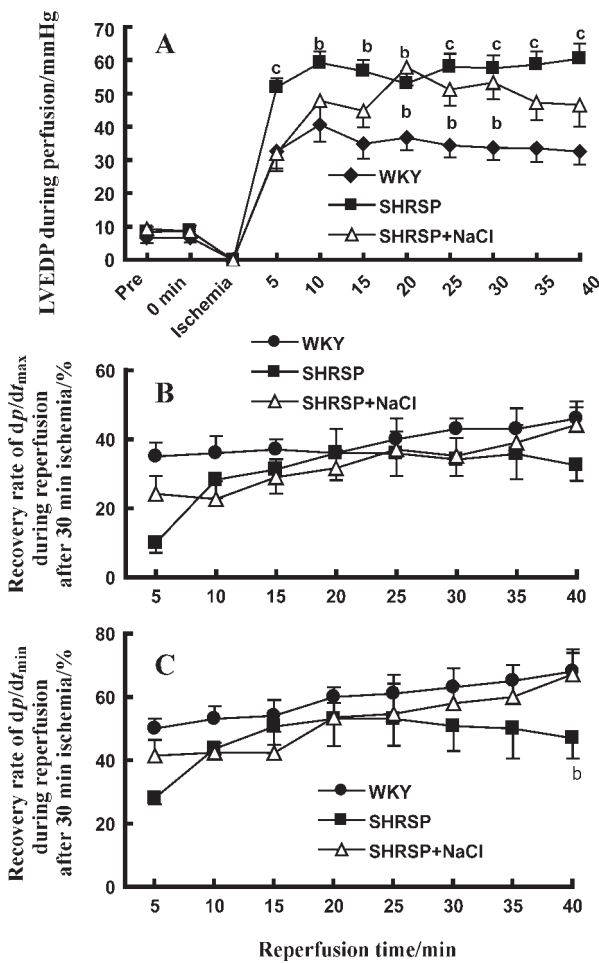 A
LVEDP during perfusion/mmHg
70
60
50
40
30
20
10
0
c b b b c c c c
b b b
WKY
SHRSP
SHRSP+NaCl
Pre 0 min Ischemia 5 10 15 20 25 30 35 40
B
Recovery rate of dp/dtmax
during reperfusion
after 30 min ischemia/%
60
40
20
0
WKY
SHRSP
SHRSP+NaCl
5 10 15 20 25 30 35 40
C
Recovery rate of dp/dtmin
during reperfusion
after 30 min ischemia/%
80
60
40
20
0
b
WKY
SHRSP
SHRSP+NaCl
5 10 15 20 25 30 35 40
Reperfusion time/min